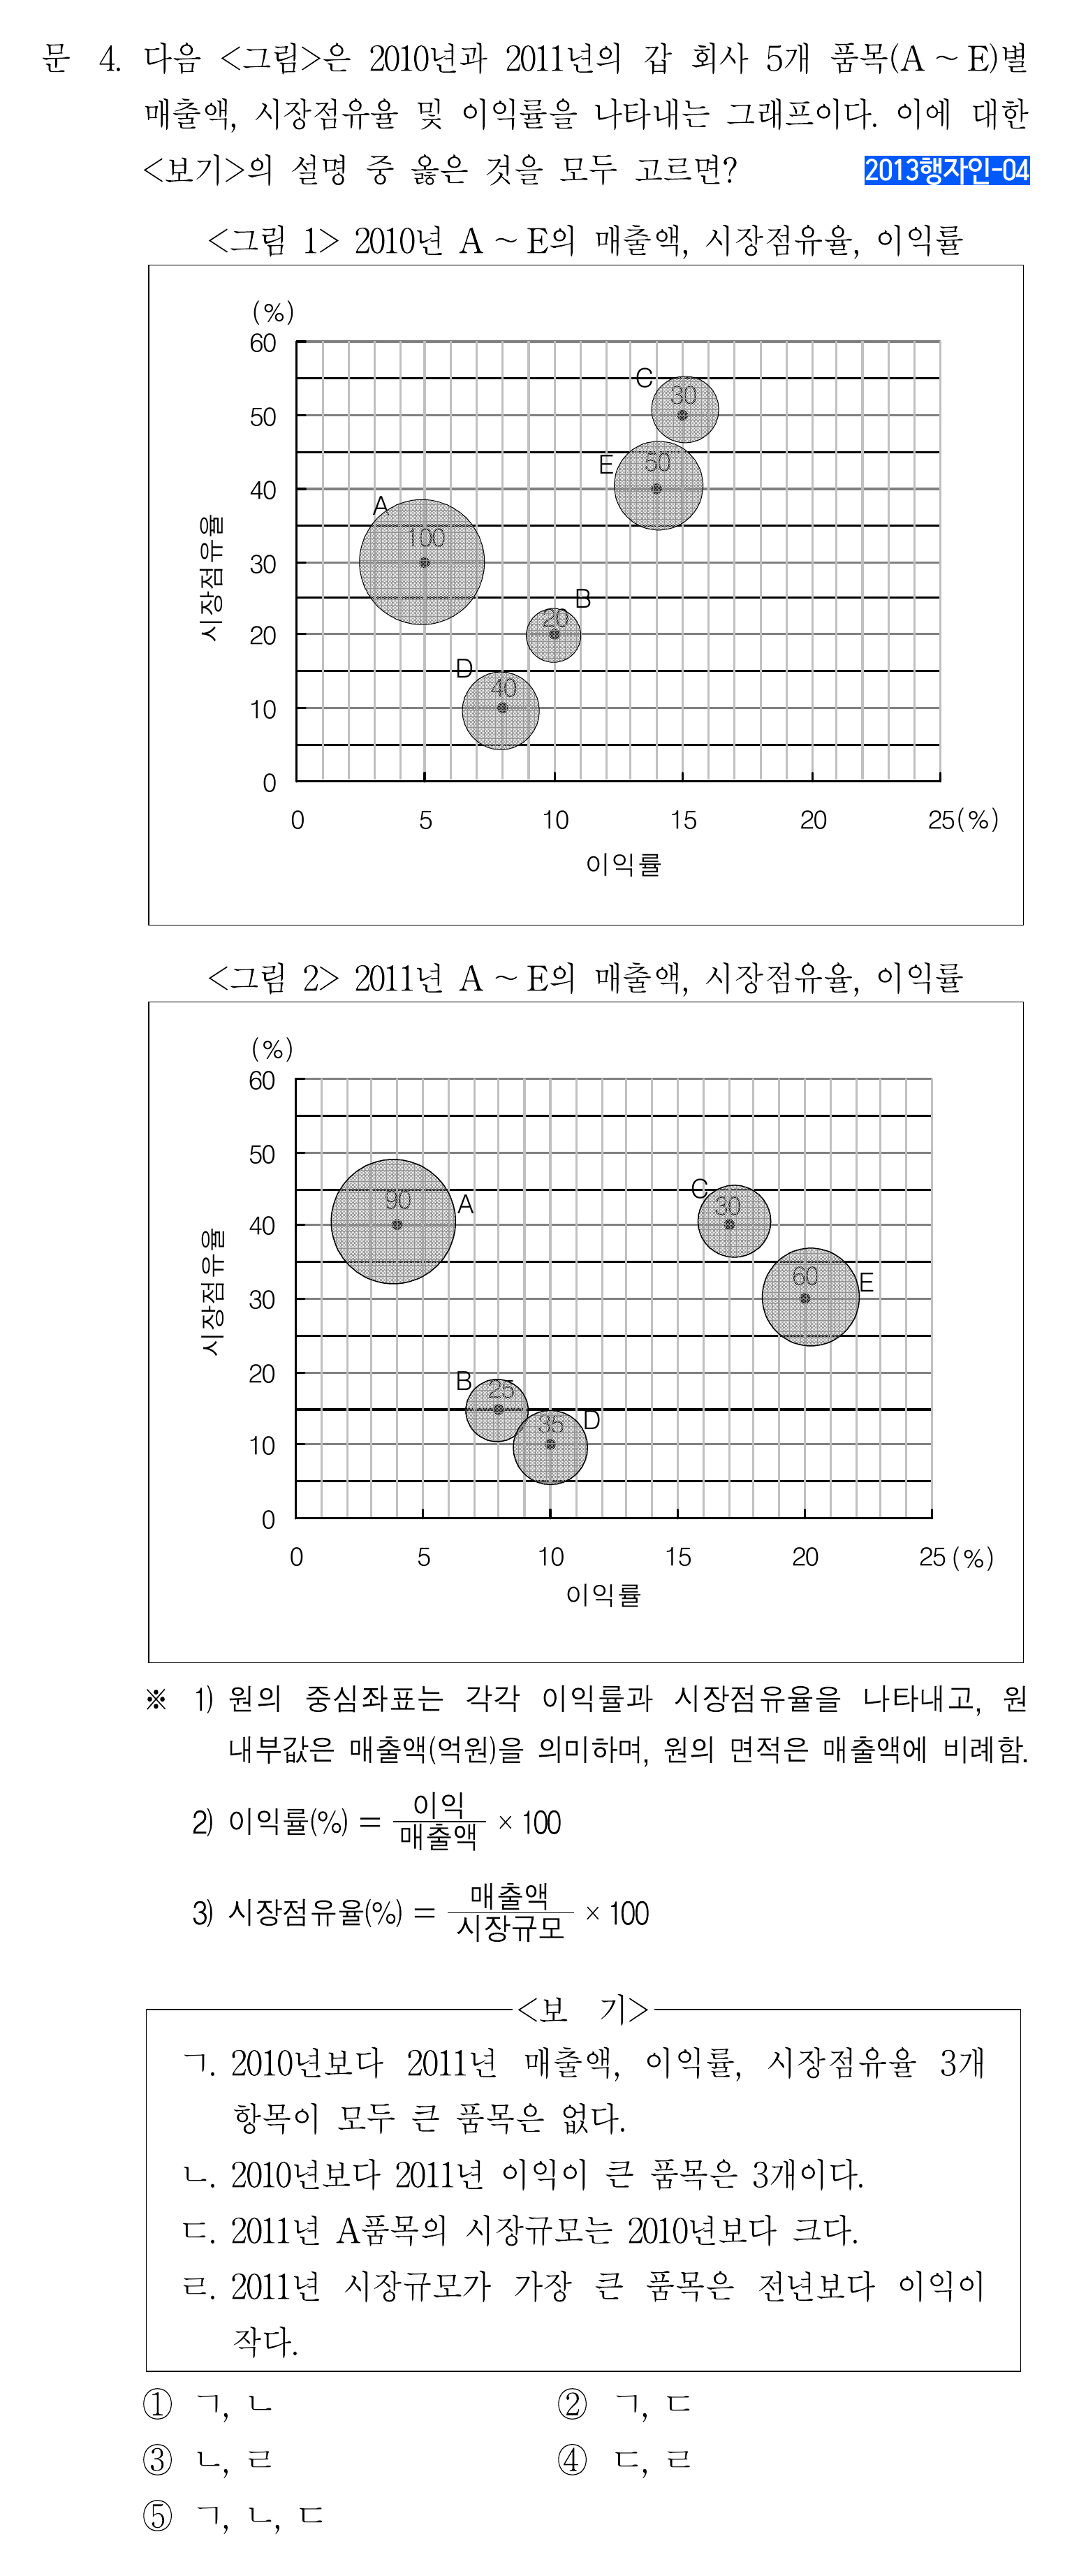 문 4. 다음 <그림>은 2010년과 2011년의 갑 회사 5개 품목(A ~ E)별
매출액, 시장점유율 및 이익률을 나타내는 그래프이다. 이에 대한
<보기>의 설명 중 옳은 것을 모두 고르면?
2013행자인-04
<그림 1> 2010년 A ~ E의 매출액, 시장점유율, 이익률
(%)
60
50
40
30
20
10
0
시장점유율
C
30
E
50
A
100
B
20
D
40
0 5 10 15 20 25(%)
이익률
<그림 2> 2011년 A ~ E의 매출액, 시장점유율, 이익률
(%)
60
50
40
30
20
10
0
시장점유율
90
A
C
30
60
E
B
25
35
D
0 5 10 15 20 25 (%)
이익률
※ 1) 원의 중심좌표는 각각 이익률과 시장점유율을 나타내고, 원
내부값은 매출액(억원)을 의미하며, 원의 면적은 매출액에 비례함.
2) 이익률(%) = 이익/매출액 × 100
3) 시장점유율(%) = 매출액/시장규모 × 100
<보 기>
ㄱ. 2010년보다 2011년 매출액, 이익률, 시장점유율 3개
항목이 모두 큰 품목은 없다.
ㄴ. 2010년보다 2011년 이익이 큰 품목은 3개이다.
ㄷ. 2011년 A품목의 시장규모는 2010년보다 크다.
ㄹ. 2011년 시장규모가 가장 큰 품목은 전년보다 이익이
작다.
① ㄱ, ㄴ ② ㄱ, ㄷ
③ ㄴ, ㄹ ④ ㄷ, ㄹ
⑤ ㄱ, ㄴ, ㄷ